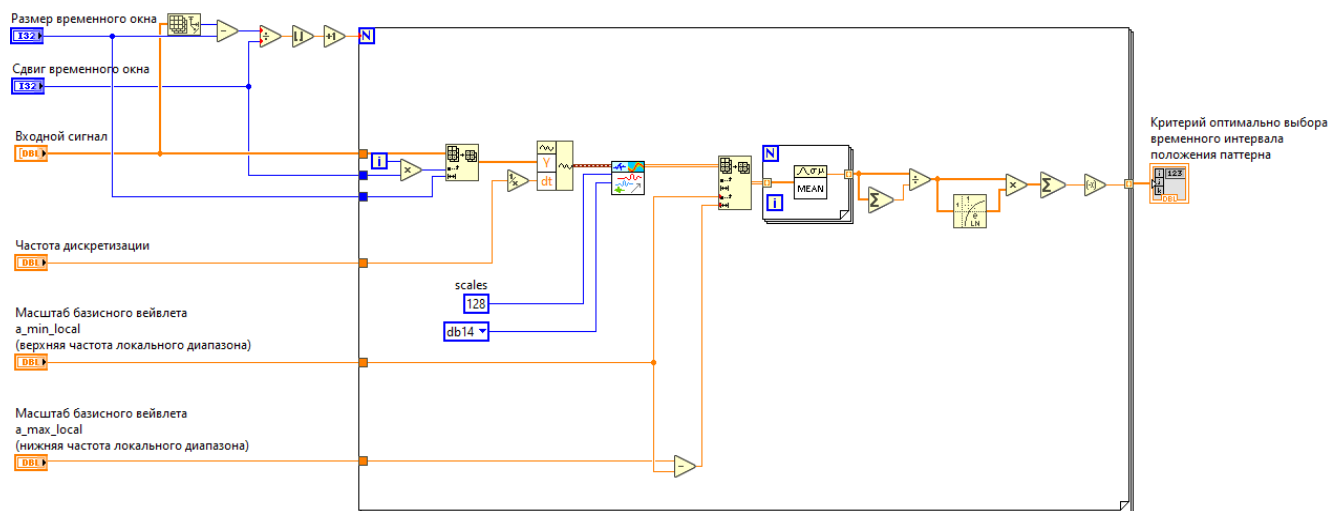 Размер временного окна
I32
Сдвиг временного окна
I32
Входной сигнал
DBL
Частота дискретизации
DBL
Масштаб базисного вейвлета
a_min_local
(верхняя частота локального диапазона)
DBL
Масштаб базисного вейвлета
a_max_local
(нижняя частота локального диапазона)
DBL
+1
N
i
Y
dt
scales
128
db14
N
i
σμ
MEAN
LN
Критерий оптимально выбора
временного интервала
положения паттерна
123
DBL